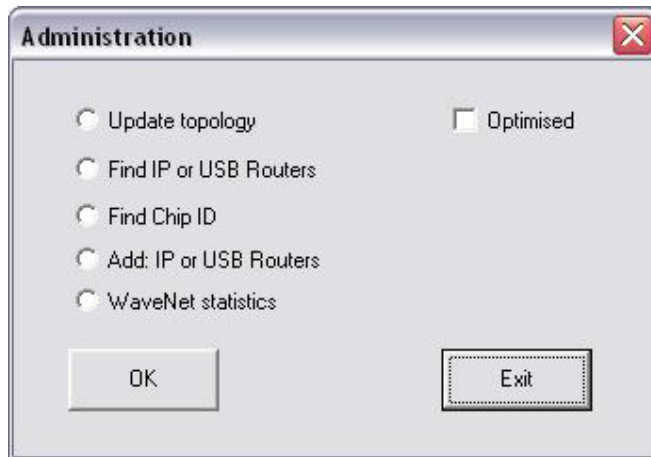 Administration
Update topology
Optimised
Find IP or USB Routers
Find Chip ID
Add: IP or USB Routers
WaveNet statistics
OK
Exit